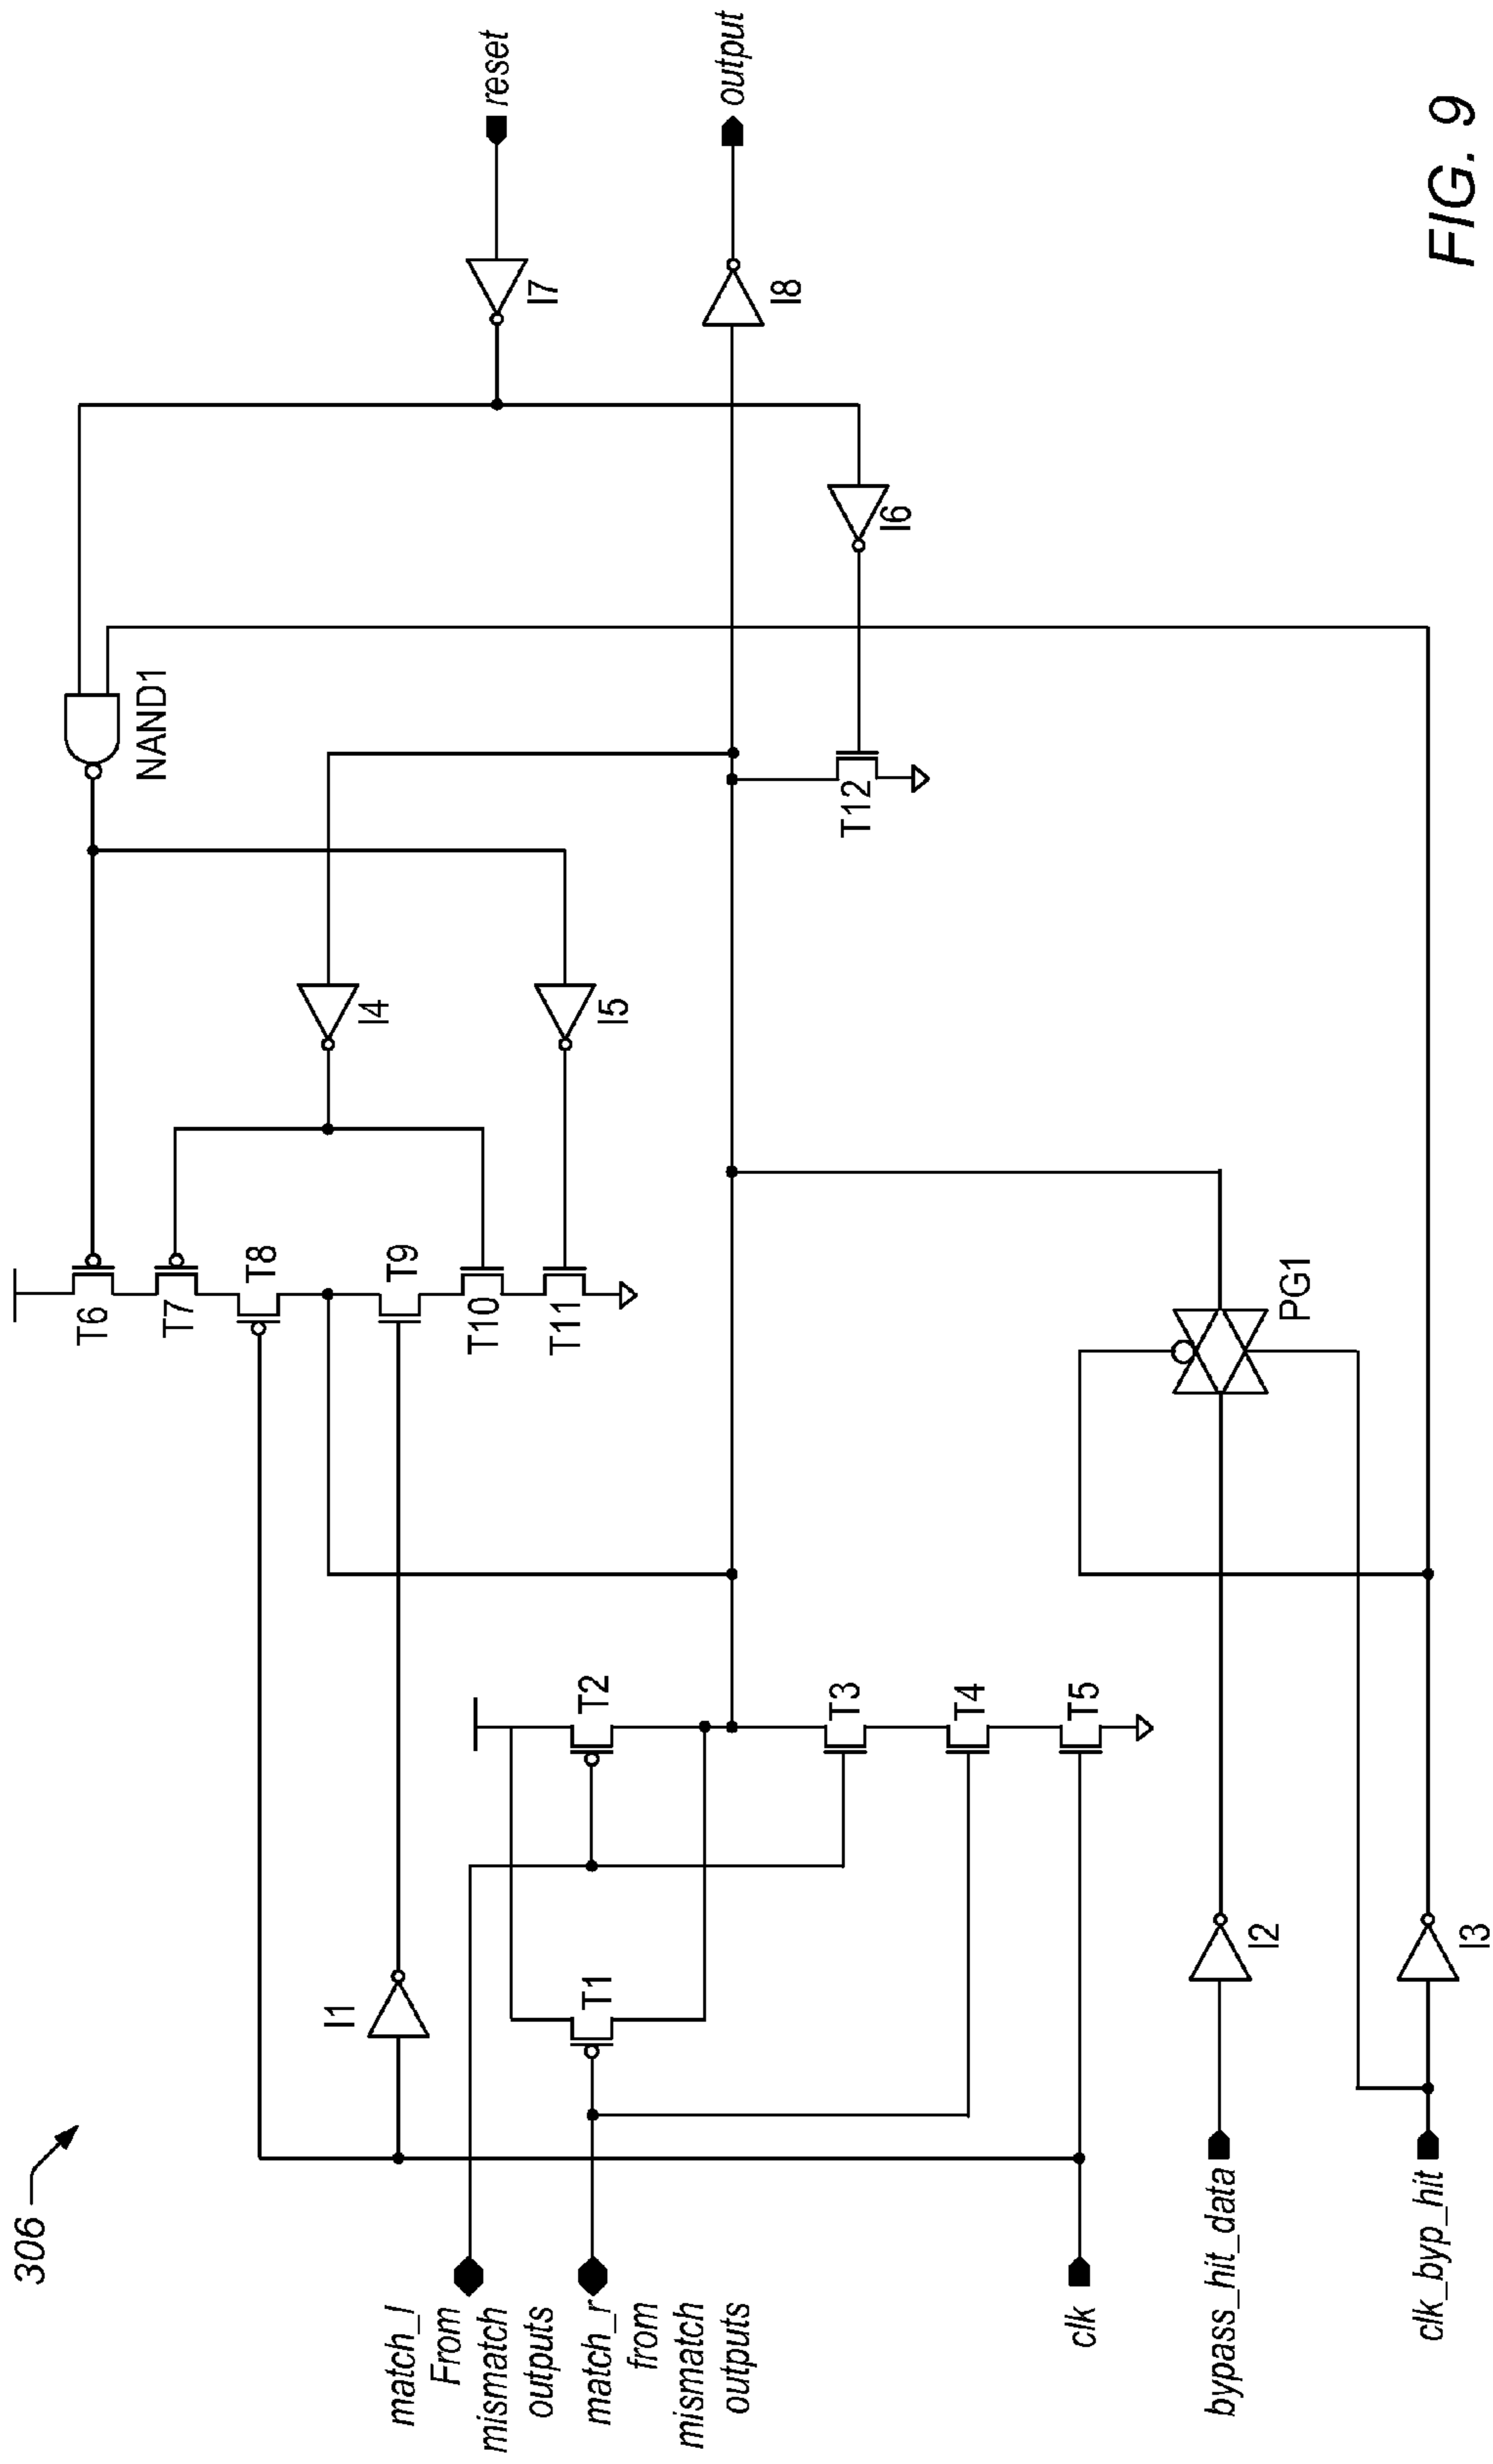 306
match_l
From
mismatch
outputs
match_r
from
mismatch
outputs
clk
bypass_hit_data
clk_byp_hit
I1
T1
T2
T3
T4
T5
I2
I3
T6
T7
T8
T9
T10
T11
PG1
I4
I5
NAND1
T12
I6
I7
I8
reset
output
FIG. 9